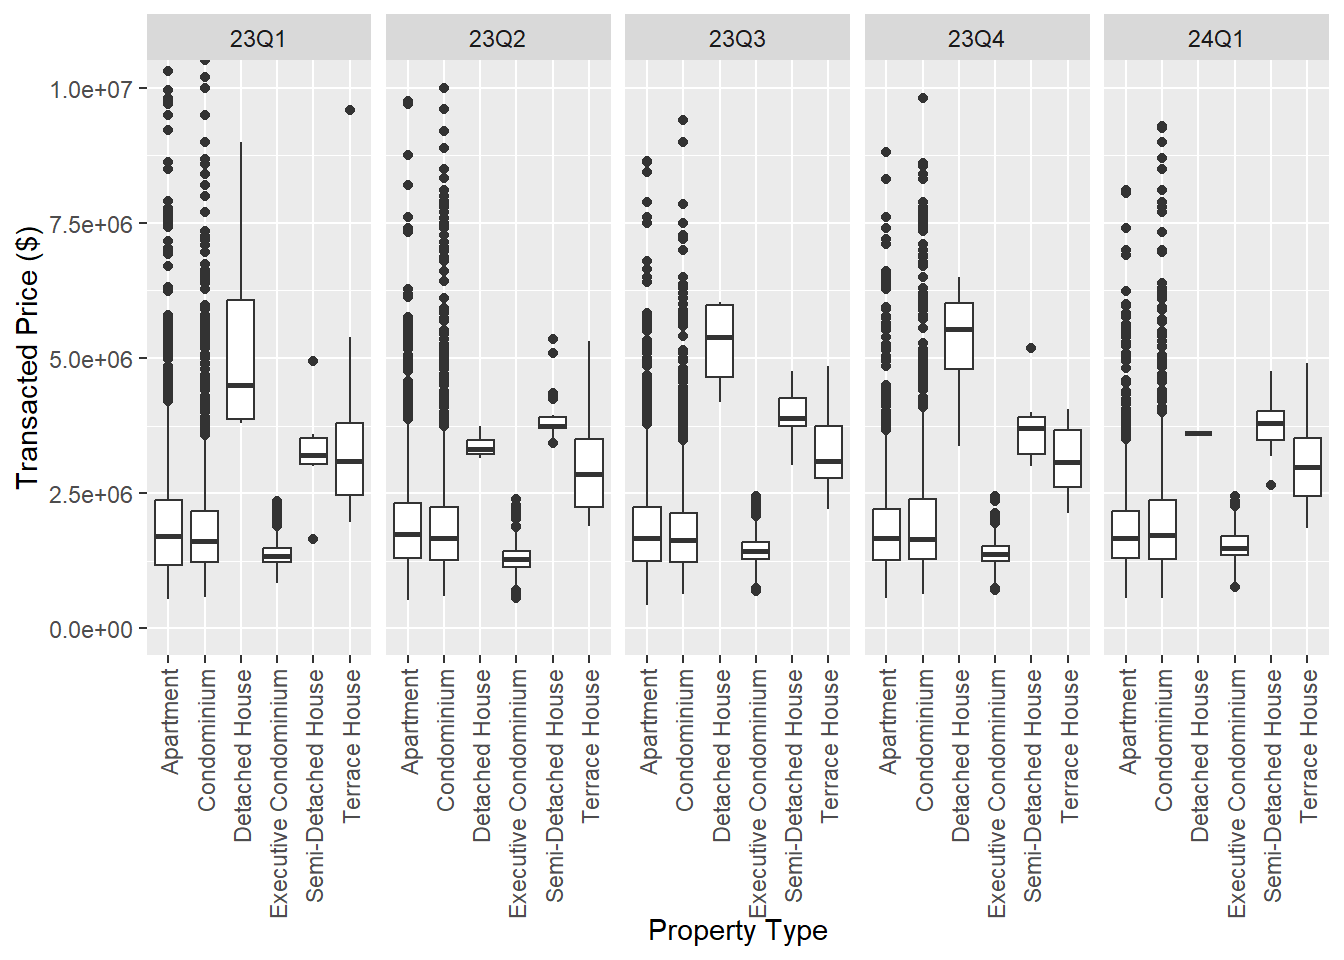 23Q1
23Q2
23Q3
23Q4
24Q1
Transacted Price ($)
1.0e+07
7.5e+06
5.0e+06
2.5e+06
0.0e+00
Apartment
Condominium
Detached House
Executive Condominium
Semi-Detached House
Terrace House
Apartment
Condominium
Detached House
Executive Condominium
Semi-Detached House
Terrace House
Apartment
Condominium
Detached House
Executive Condominium
Semi-Detached House
Terrace House
Apartment
Condominium
Detached House
Executive Condominium
Semi-Detached House
Terrace House
Apartment
Condominium
Detached House
Executive Condominium
Semi-Detached House
Terrace House
Property Type